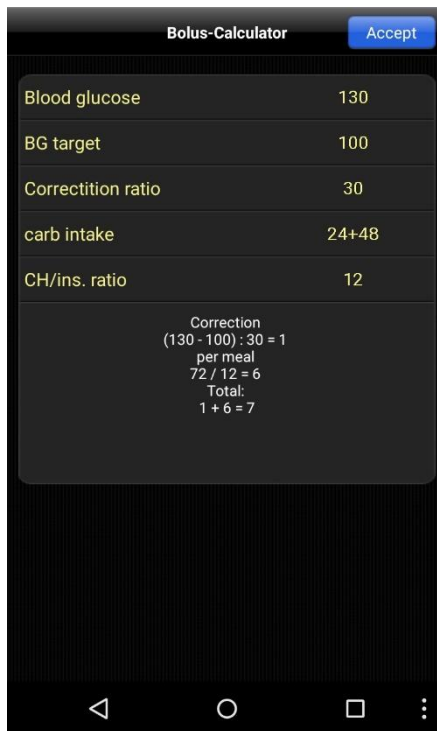 Bolus-Calculator Accept
Blood glucose 130
BG target 100
Correctition ratio 30
carb intake 24+48
CH/ins. ratio 12
Correction
(130 - 100) : 30 = 1
per meal
72 / 12 = 6
Total:
1 + 6 = 7